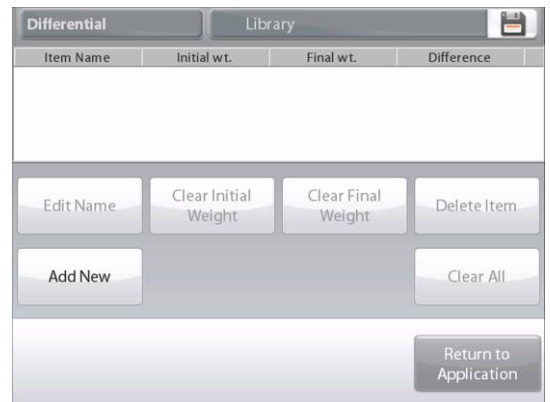 Differential Library
Item Name Initial wt. Final wt. Difference
Edit Name
Clear Initial
Weight
Clear Final
Weight
Delete Item
Add New
Clear All
Return to
Application